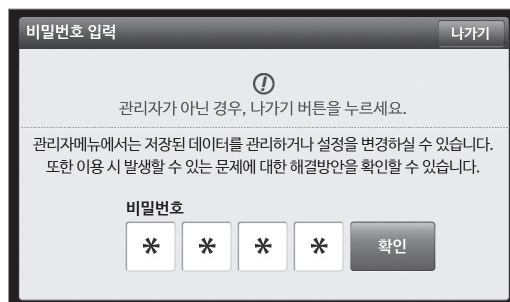 비밀번호 입력
나가기
관리자가 아닌 경우, 나가기 버튼을 누르세요.
관리자메뉴에서는 저장된 데이터를 관리하거나 설정을 변경하실 수 있습니다.
또한 이용 시 발생할 수 있는 문제에 대한 해결방안을 확인할 수 있습니다.
비밀번호
* * * * 확인